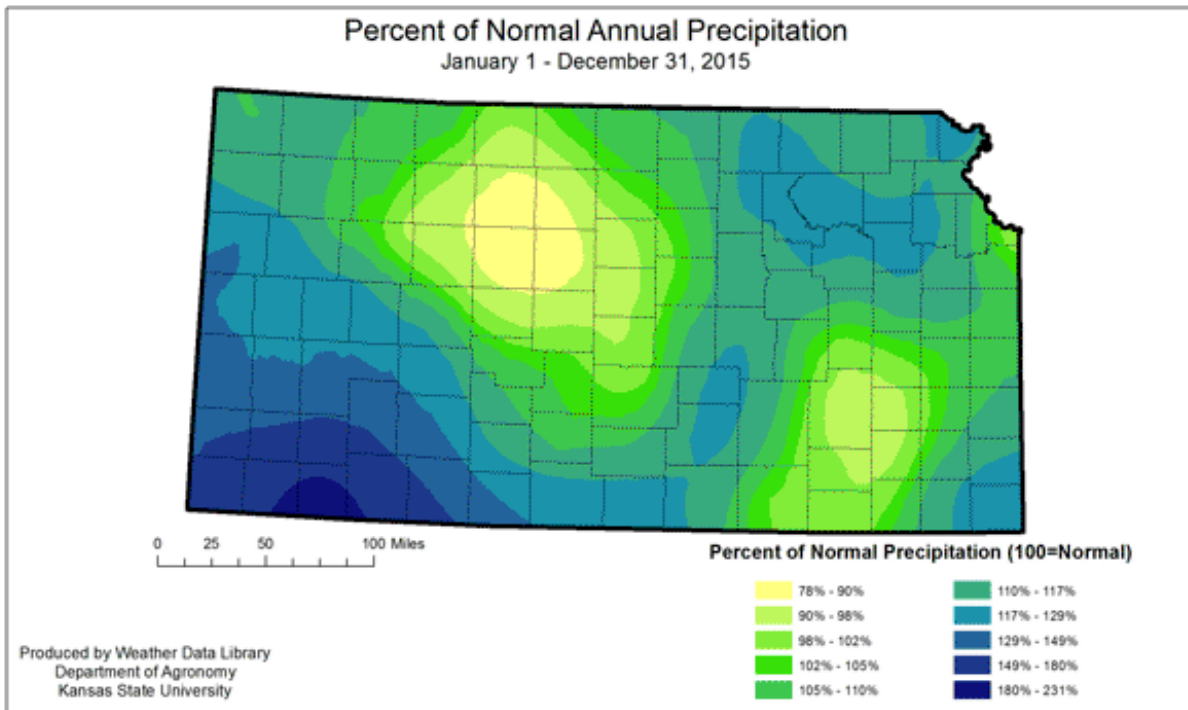 Percent of Normal Annual Precipitation
January 1 - December 31, 2015
0 25 50 100 Miles
Percent of Normal Precipitation (100=Normal)
78% - 90%
90% - 98%
98% - 102%
102% - 105%
105% - 110%
110% - 117%
117% - 129%
129% - 149%
149% - 180%
180% - 231%
Produced by Weather Data Library
Department of Agronomy
Kansas State University